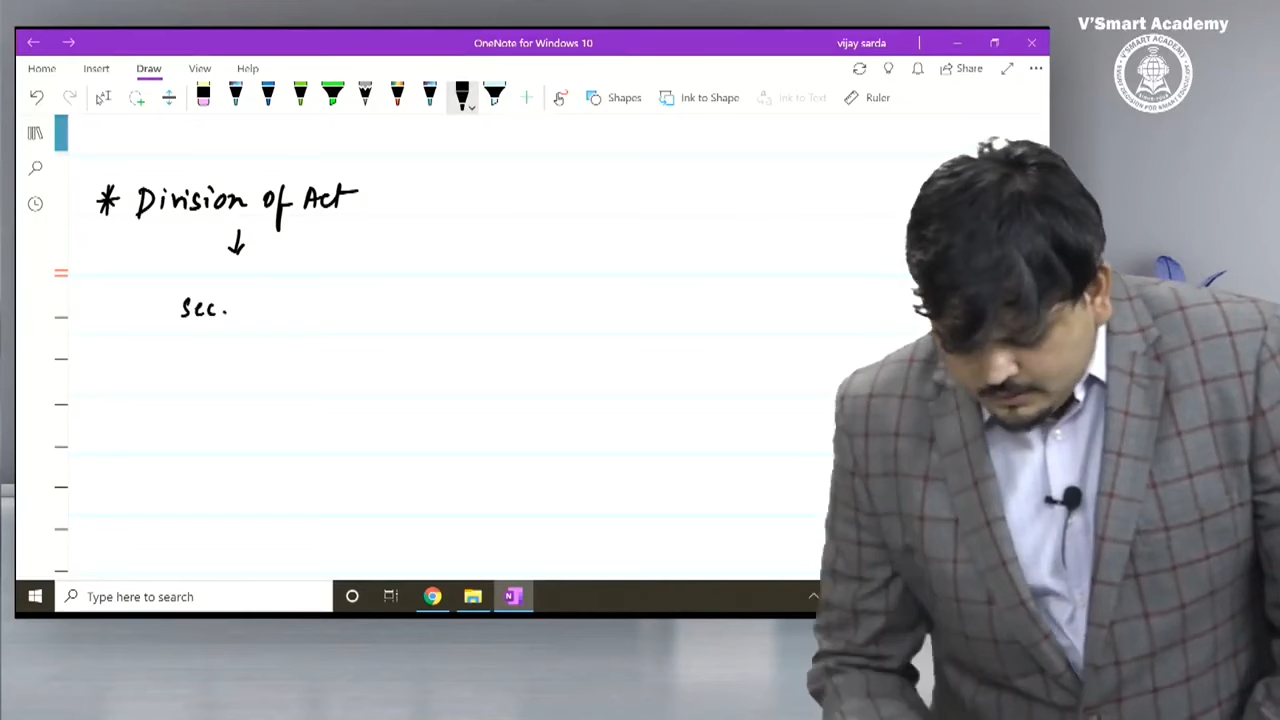 V'Smart Academy
OneNote for Windows 10
vijay sarda
Home Insert Draw View Help
Share
Shapes Ink to Shape Ink to Text Ruler
* Division of Act
↓
sec.
Type here to search